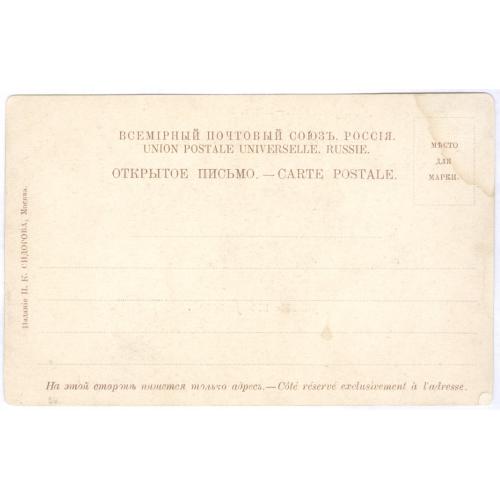 ВСЕМІРНЫЙ ПОЧТОВЫЙ СОЮЗЪ. РОССІЯ.
UNION POSTALE UNIVERSELLE. RUSSIE.
ОТКРЫТОЕ ПИСЬМО. — CARTE POSTALE.
МѢСТО
ДЛЯ
МАРКИ.
Изданіе П. К. СИДОРОВА, Москва.
На этой сторонѣ пишется только адресъ. — Côté réservé exclusivement à l'adresse.